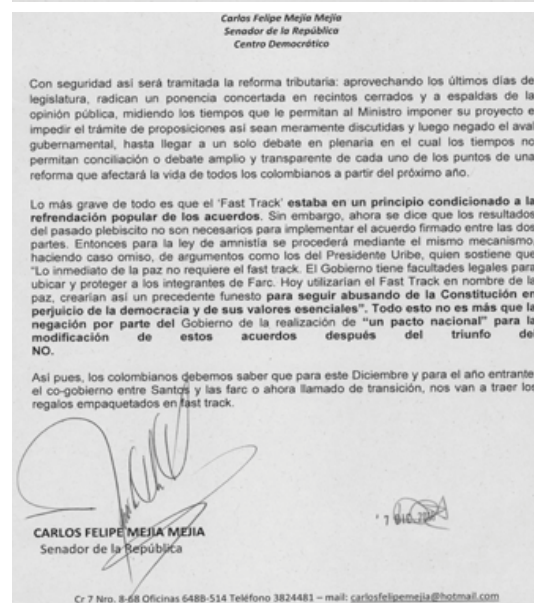 Carlos Felipe Mejía Mejía
Senador de la República
Centro Democrático
Con seguridad así será tramitada la reforma tributaria: aprovechando los últimos días de
legislatura, radican un ponencia concertada en recintos cerrados y a espaldas de la
opinión pública, midiendo los tiempos que le permitan al Ministro imponer su proyecto e
impedir el trámite de proposiciones así sean meramente discutidas y luego negado el aval
gubernamental, hasta llegar a un solo debate en plenaria en el cual los tiempos no
permitan conciliación o debate amplio y transparente de cada uno de los puntos de una
reforma que afectará la vida de todos los colombianos a partir del próximo año.
Lo más grave de todo es que el 'Fast Track' estaba en un principio condicionado a la
refrendación popular de los acuerdos. Sin embargo, ahora se dice que los resultados
del pasado plebiscito no son necesarios para implementar el acuerdo firmado entre las dos
partes. Entonces para la ley de amnistía se procederá mediante el mismo mecanismo,
haciendo caso omiso, de argumentos como los del Presidente Uribe, quien sostiene que
"Lo inmediato de la paz no requiere el fast track. El Gobierno tiene facultades legales para
ubicar y proteger a los integrantes de Farc. Hoy utilizarían el Fast Track en nombre de la
paz, crearían así un precedente funesto para seguir abusando de la Constitución en
perjuicio de la democracia y de sus valores esenciales". Todo esto no es más que la
negación por parte del Gobierno de la realización de "un pacto nacional" para la
modificación de estos acuerdos después del triunfo del
NO.
Así pues, los colombianos debemos saber que para este Diciembre y para el año entrante
el co-gobierno entre Santos y las farc o ahora llamado de transición, nos van a traer los
regalos empaquetados en fast track.
CARLOS FELIPE MEJIA MEJIA
Senador de la República
Cr 7 Nro. 8-68 Oficinas 648B-514 Teléfono 3824481 – mail: carlosfelipemejia@hotmail.com